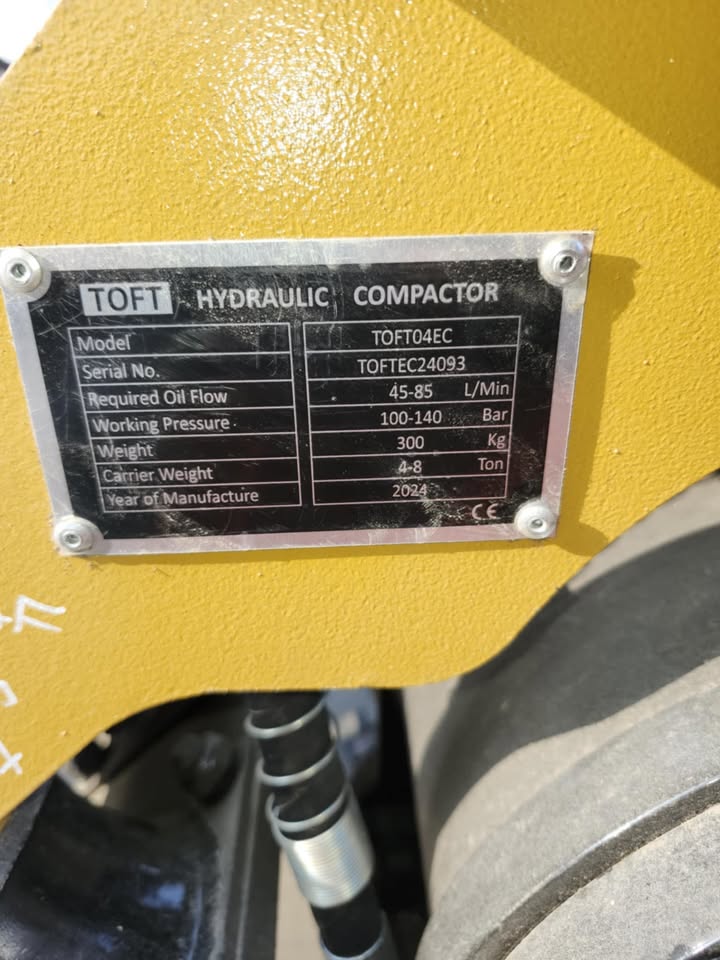 TOFT HYDRAULIC COMPACTOR
Model TOFT04EC
Serial No. TOFTEC24093
Required Oil Flow 45-85 L/Min
Working Pressure 100-140 Bar
Weight 300 Kg
Carrier Weight 4-8 Ton
Year of Manufacture 2024
CE